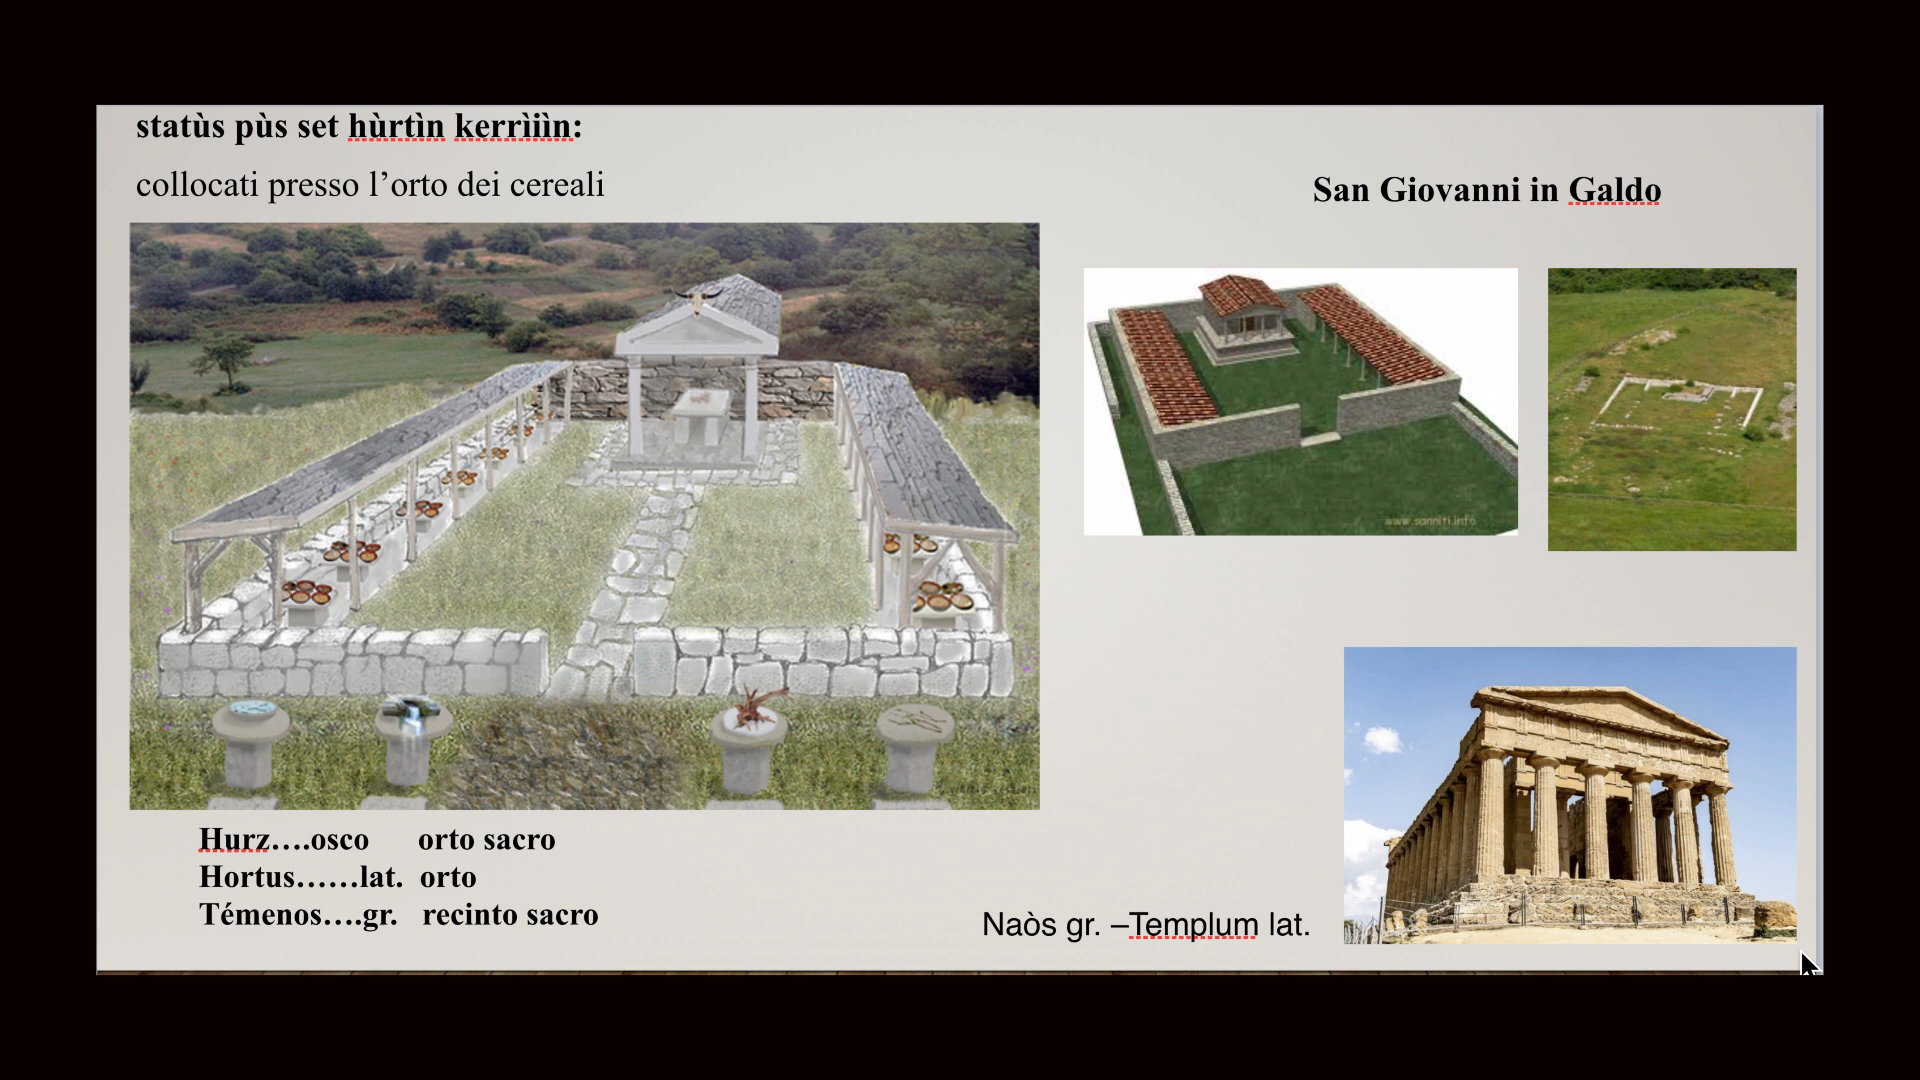 statùs pùs set hùrtìn kerrìiìn:
collocati presso l’orto dei cereali
San Giovanni in Galdo
www.sanniti.info
Hurz….osco orto sacro
Hortus……lat. orto
Témenos….gr. recinto sacro
Naòs gr. –Templum lat.